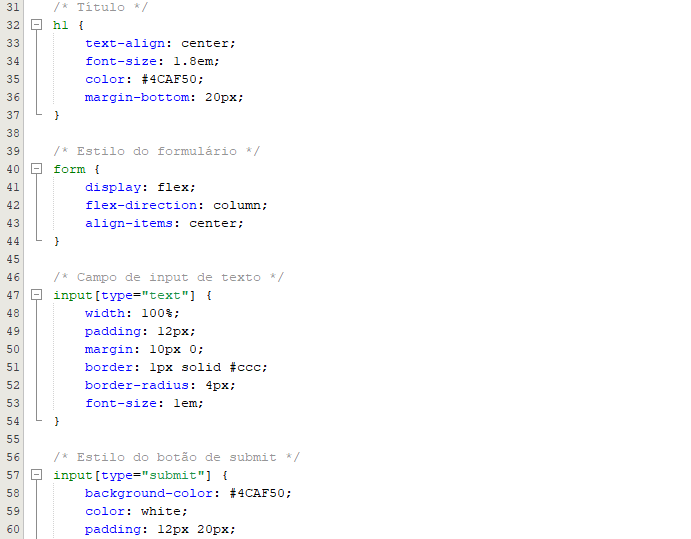 31 /* Título */
32 h1 {
33 text-align: center;
34 font-size: 1.8em;
35 color: #4CAF50;
36 margin-bottom: 20px;
37 }
38
39 /* Estilo do formulário */
40 form {
41 display: flex;
42 flex-direction: column;
43 align-items: center;
44 }
45
46 /* Campo de input de texto */
47 input[type="text"] {
48 width: 100%;
49 padding: 12px;
50 margin: 10px 0;
51 border: 1px solid #ccc;
52 border-radius: 4px;
53 font-size: 1em;
54 }
55
56 /* Estilo do botão de submit */
57 input[type="submit"] {
58 background-color: #4CAF50;
59 color: white;
60 padding: 12px 20px;